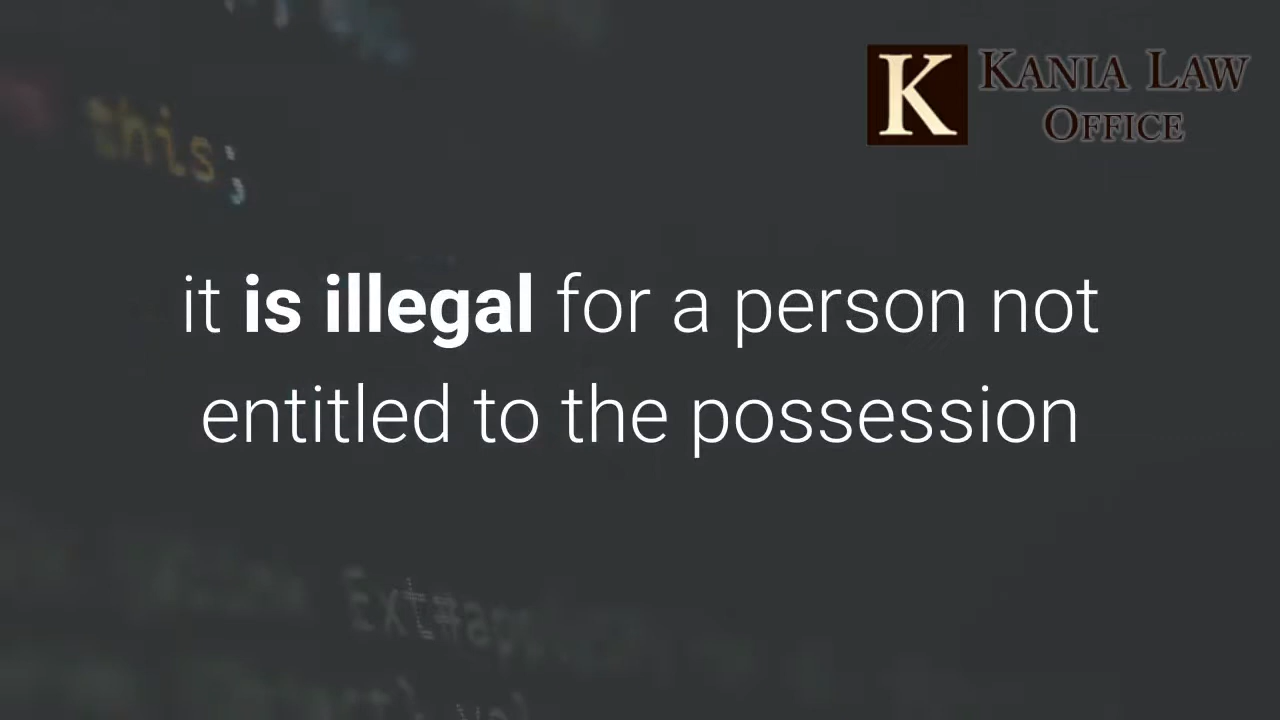 KANIA LAW
OFFICE
K
this;
it is illegal for a person not
entitled to the possession